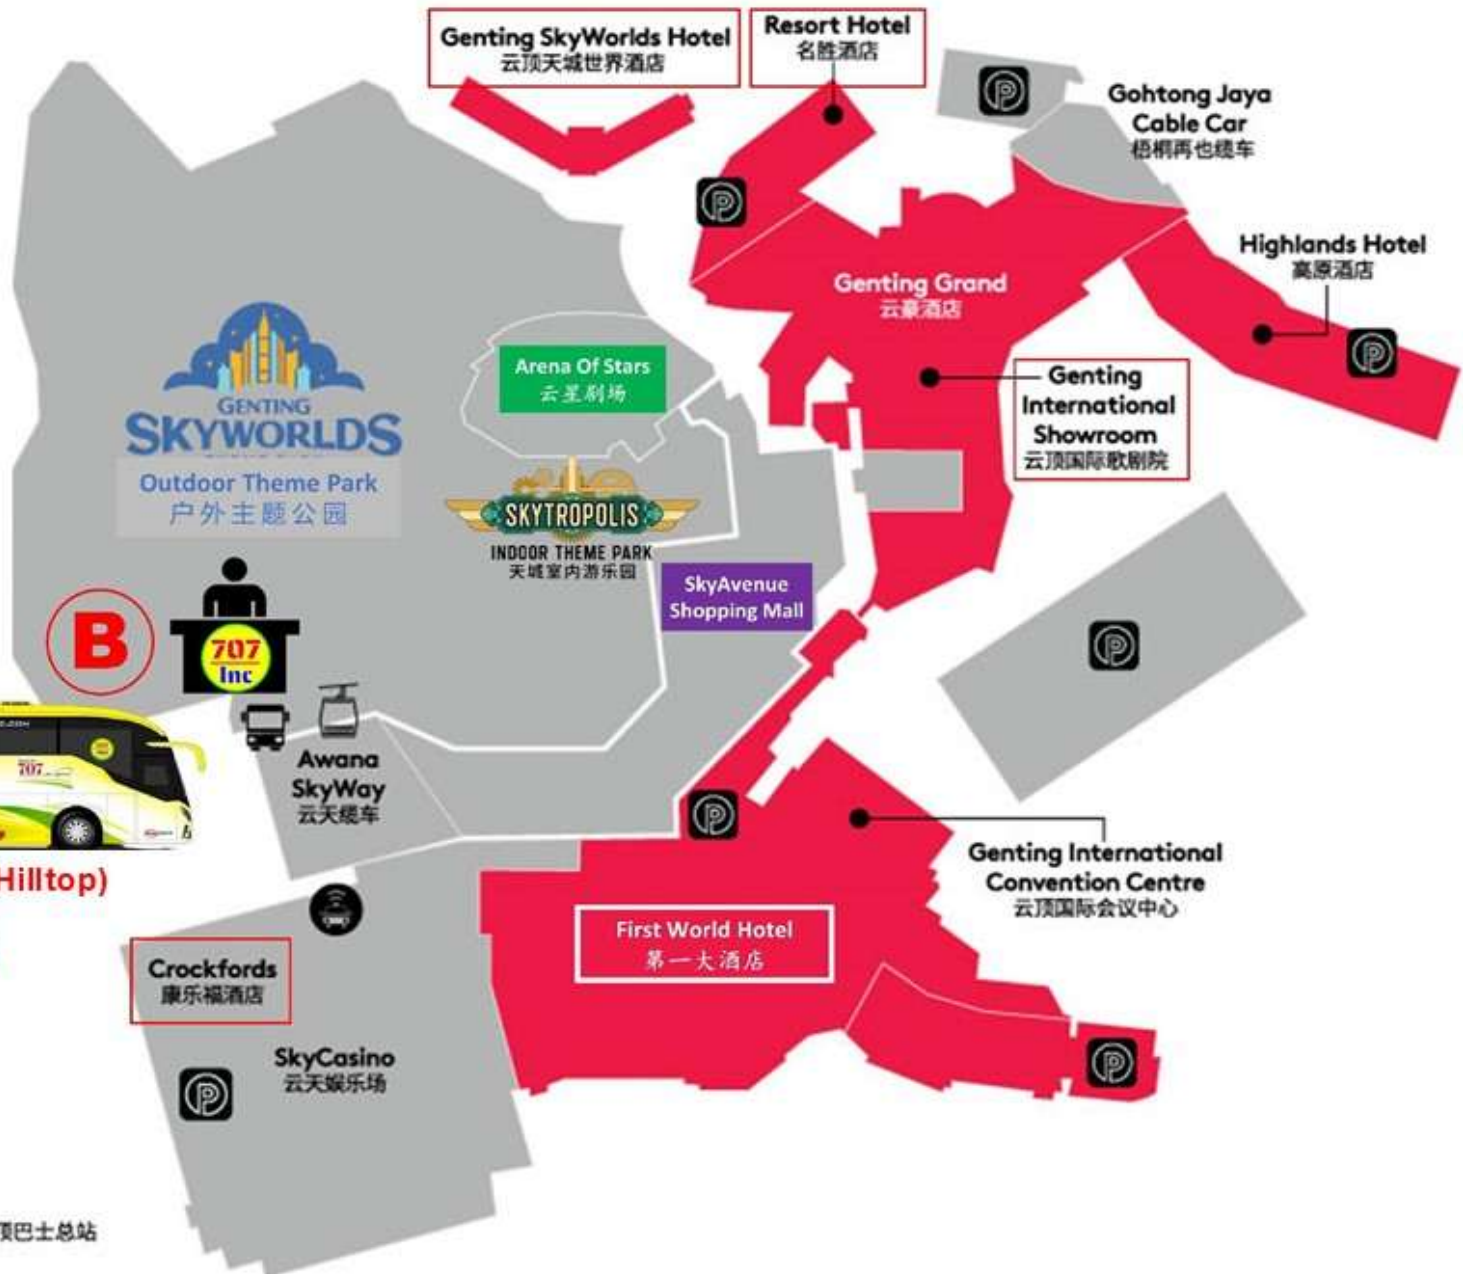 Genting SkyWorlds Hotel
云顶天城世界酒店
Resort Hotel
名胜酒店
Gohtong Jaya
Cable Car
梧桐再也缆车
Highlands Hotel
高原酒店
Genting Grand
云豪酒店
Genting
International
Showroom
云顶国际歌剧院
Arena Of Stars
云星剧场
GENTING
SKYWORLDS
Outdoor Theme Park
户外主题公园
SKYTROPOLIS
INDOOR THEME PARK
天城室内游乐园
SkyAvenue
Shopping Mall
B
707
Inc
707
Awana
SkyWay
云天缆车
Hilltop)
Genting International
Convention Centre
云顶国际会议中心
First World Hotel
第一大酒店
Crockfords
康乐福酒店
SkyCasino
云天娱乐场
顶巴士总站
P
P
P
P
P
P
P